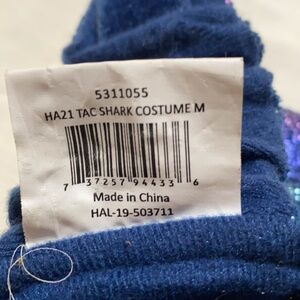 5311055
HA21 TAC SHARK COSTUME M
7 37257 94433 6
Made in China
HAL-19-503711